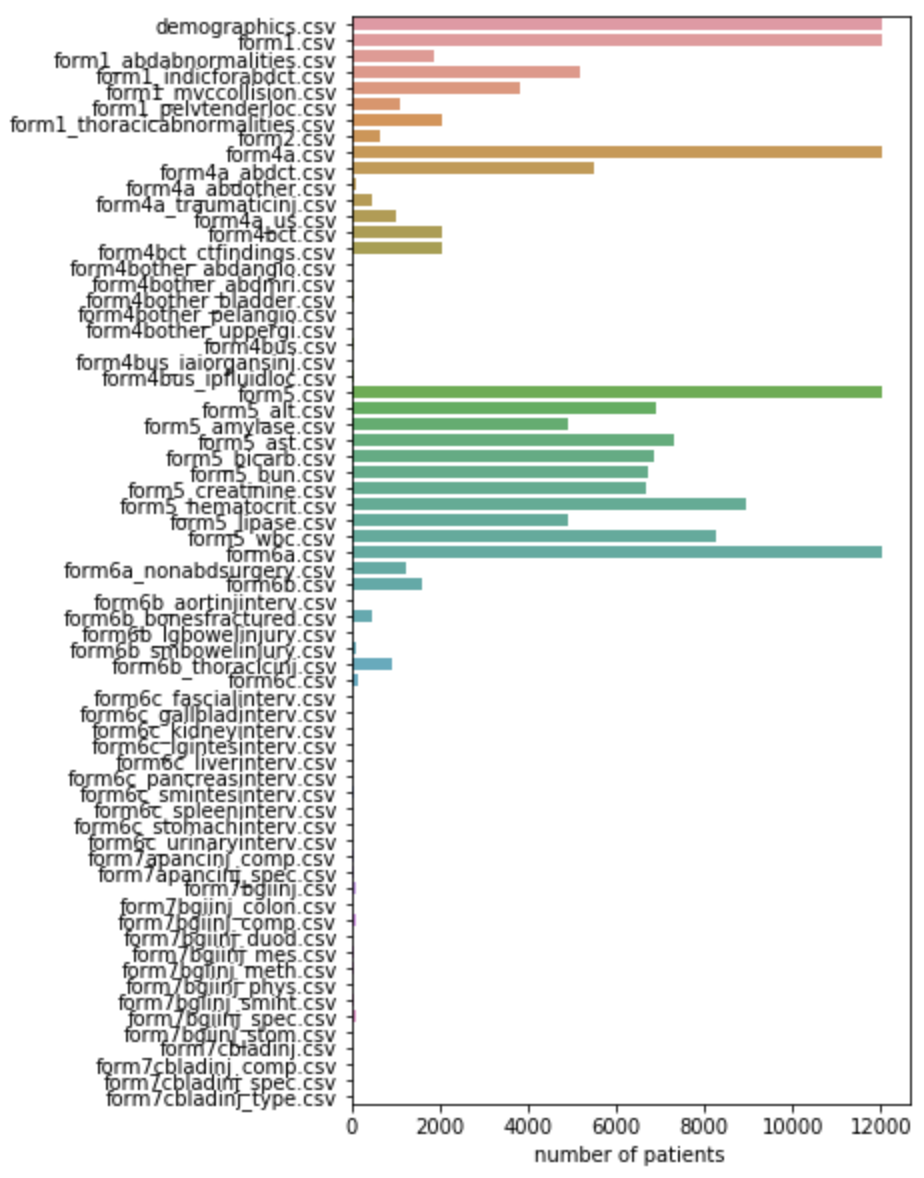 demographics.csv
form1.csv
form1_abdabnormalities.csv
form1_indicforabdct.csv
form1_mvccollision.csv
form1_pelvtenderloc.csv
form1_thoracicabnormalities.csv
form2.csv
form4a.csv
form4a_abdct.csv
form4a_abdother.csv
form4a_traumaticinj.csv
form4a_us.csv
form4bct.csv
form4bct_ctfindings.csv
form4bother_abdangio.csv
form4bother_abdmri.csv
form4bother_bladder.csv
form4bother_pelangio.csv
form4bother_uppergi.csv
form4bus.csv
form4bus_iaiorgansinj.csv
form4bus_ipfluidloc.csv
form5.csv
form5_alt.csv
form5_amylase.csv
form5_ast.csv
form5_bicarb.csv
form5_bun.csv
form5_creatinine.csv
form5_hematocrit.csv
form5_lipase.csv
form5_wbc.csv
form6a.csv
form6a_nonabdsurgery.csv
form6b.csv
form6b_aortinjinterv.csv
form6b_bonesfractured.csv
form6b_lgbowelinjury.csv
form6b_smbowelinjury.csv
form6b_thoracicinj.csv
form6c.csv
form6c_fascialinterv.csv
form6c_gallbladinterv.csv
form6c_kidneyinterv.csv
form6c_lgintesinterv.csv
form6c_liverinterv.csv
form6c_pancreasinterv.csv
form6c_smintesinterv.csv
form6c_spleeninterv.csv
form6c_stomachinterv.csv
form6c_urinaryinterv.csv
form7apancinj_comp.csv
form7apancinj_spec.csv
form7bgiinj.csv
form7bgiinj_colon.csv
form7bgiinj_comp.csv
form7bgiinj_duod.csv
form7bgiinj_mes.csv
form7bgiinj_meth.csv
form7bgiinj_phys.csv
form7bgiinj_smint.csv
form7bgiinj_spec.csv
form7bgiinj_stom.csv
form7cbladinj.csv
form7cbladinj_comp.csv
form7cbladinj_spec.csv
form7cbladinj_type.csv
0 2000 4000 6000 8000 10000 12000
number of patients